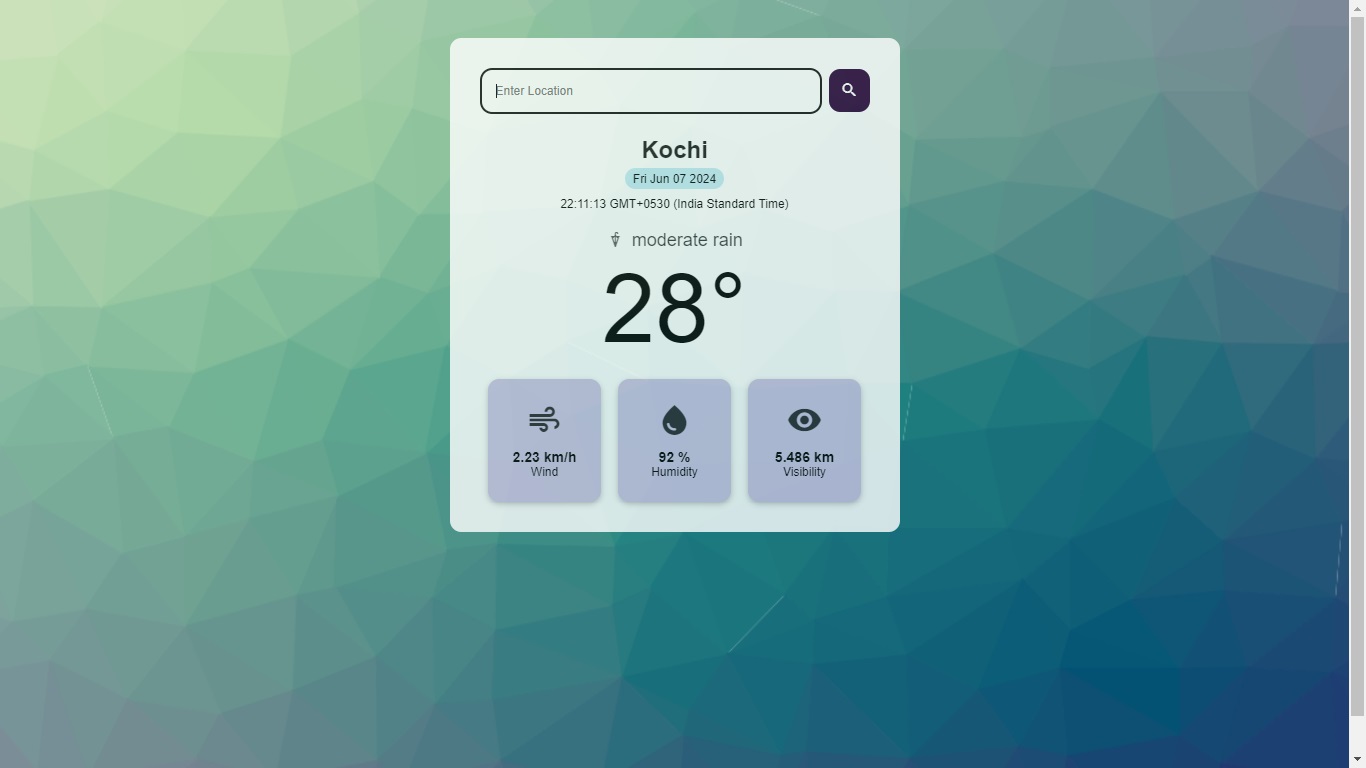 Enter Location
Kochi
Fri Jun 07 2024
22:11:13 GMT+0530 (India Standard Time)
moderate rain
28°
2.23 km/h
Wind
92 %
Humidity
5.486 km
Visibility